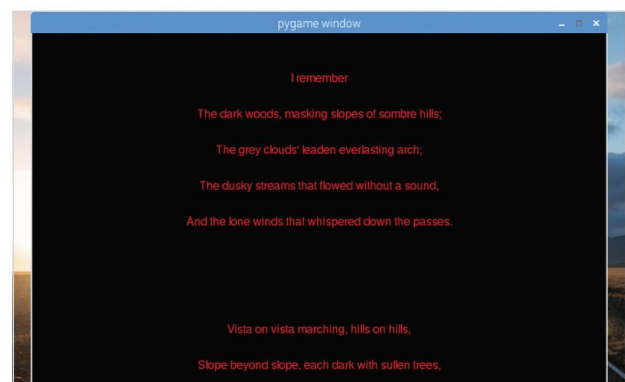 pygame window
I remember
The dark woods, masking slopes of sombre hills;
The grey clouds' leaden everlasting arch;
The dusky streams that flowed without a sound,
And the lone winds that whispered down the passes.
Vista on vista marching, hills on hills,
Slope beyond slope, each dark with sullen trees,